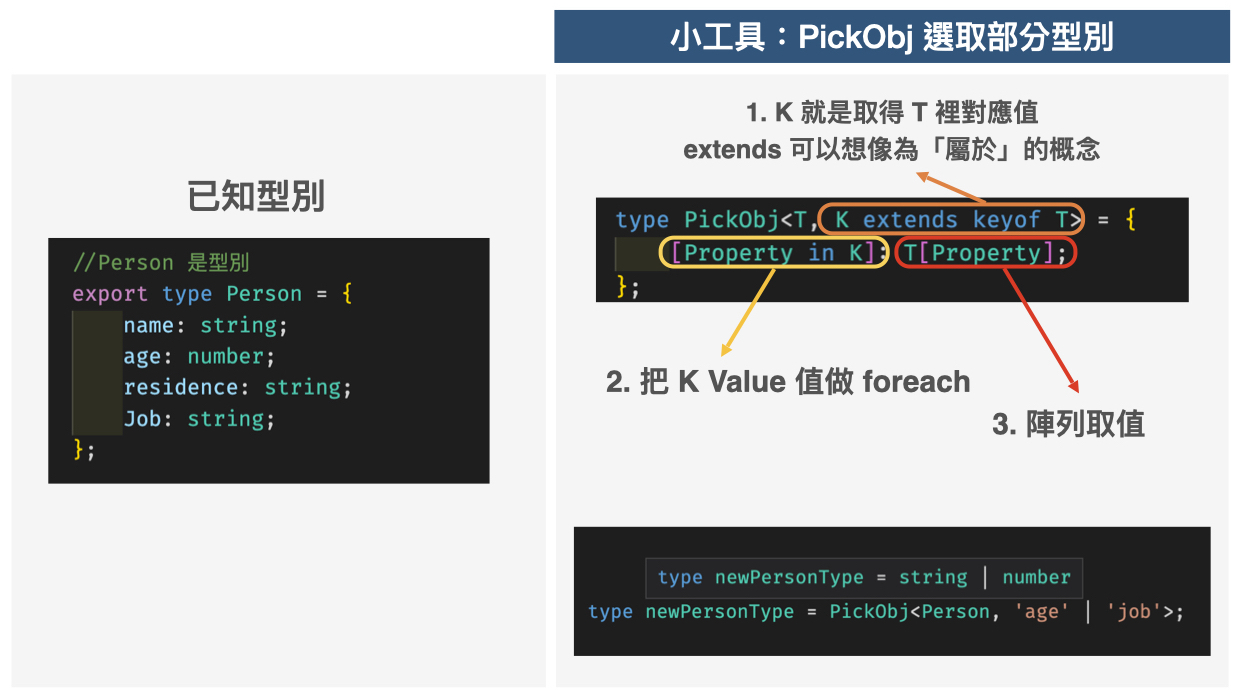 小工具：PickObj 選取部分型別
已知型別
//Person 是型別
export type Person = {
name: string;
age: number;
residence: string;
Job: string;
};
1. K 就是取得 T 裡對應值
extends 可以想像為「屬於」的概念
type PickObj<T, K extends keyof T> = {
[Property in K]: T[Property];
};
2. 把 K Value 值做 foreach
3. 陣列取值
type newPersonType = string | number
type newPersonType = PickObj<Person, 'age' | 'job'>;